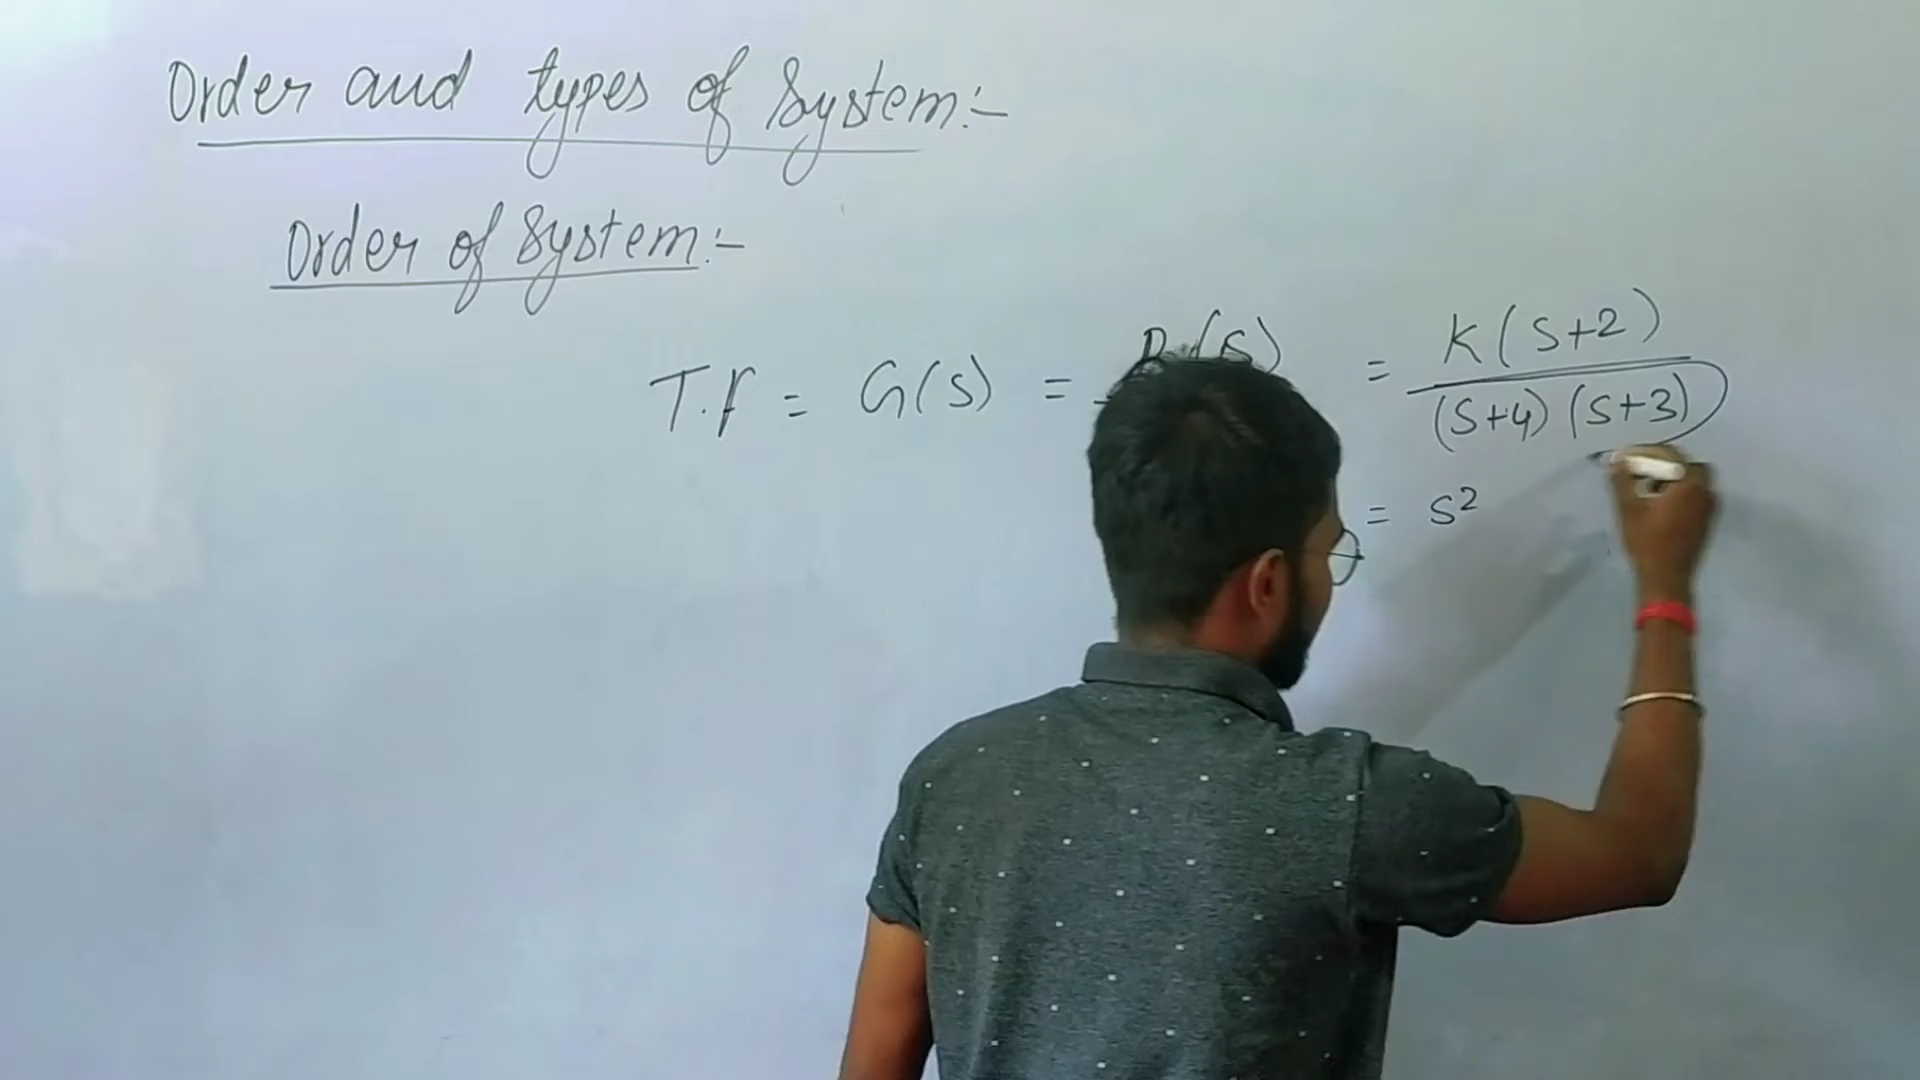 Order and types of System:-
Order of System:-
T.F = G(s) = (s) = K(s+2) / (s+4)(s+3)
= s²